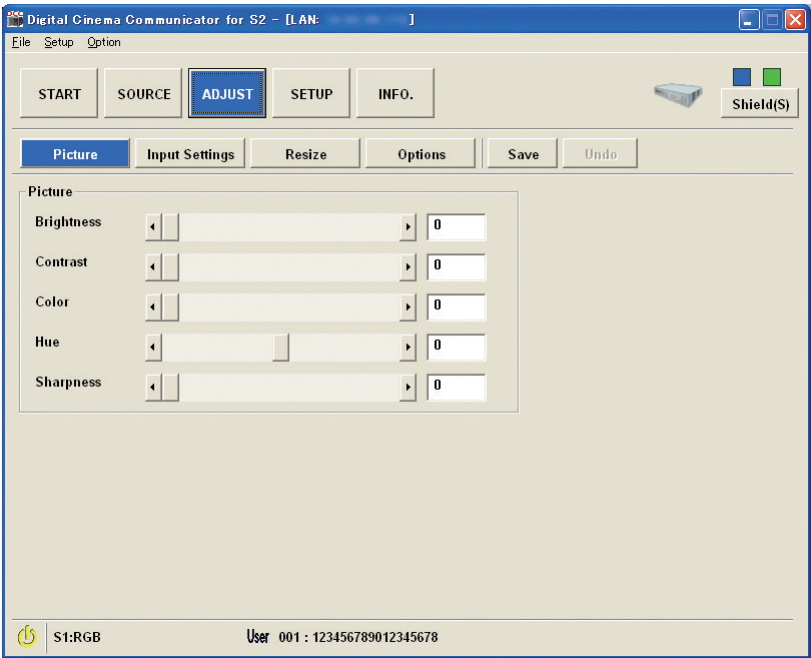 Digital Cinema Communicator for S2 - [LAN: ]
File Setup Option
START SOURCE ADJUST SETUP INFO. Shield(S)
Picture Input Settings Resize Options Save Undo
Picture
Brightness 0
Contrast 0
Color 0
Hue 0
Sharpness 0
S1:RGB User 001 : 123456789012345678